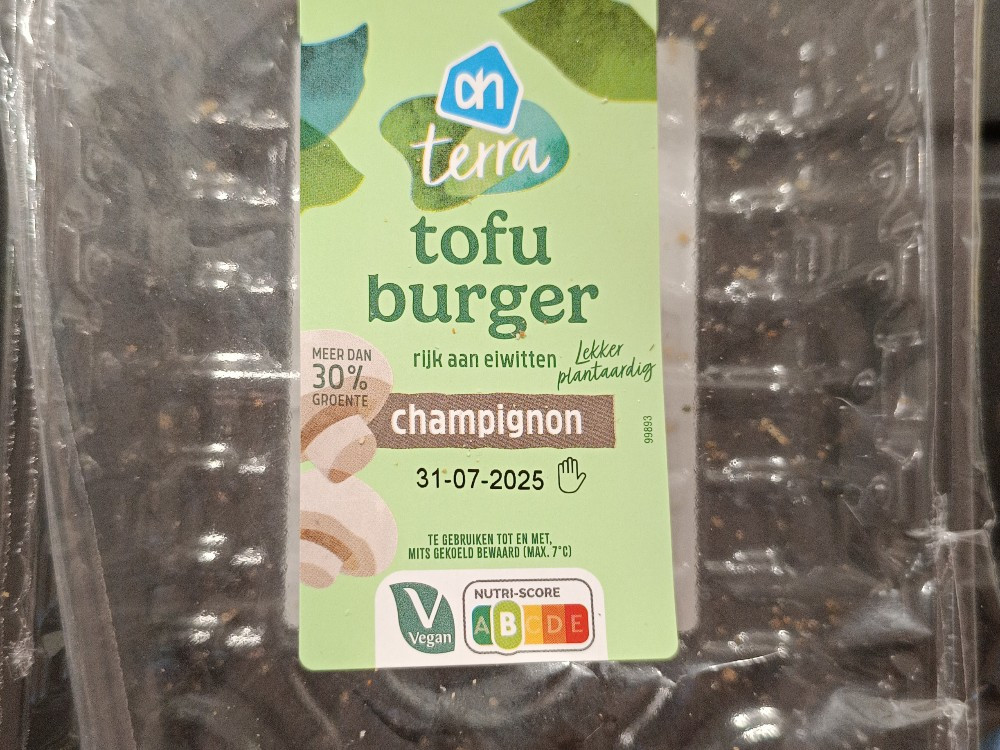 ah
terra
tofu
burger
rijk aan eiwitten
Lekker
plantaardig
MEER DAN
30%
GROENTE
champignon
99893
31-07-2025
TE GEBRUIKEN TOT EN MET,
MITS GEKOELD BEWAARD (MAX. 7°C)
V
Vegan
NUTRI-SCORE
A B C D E